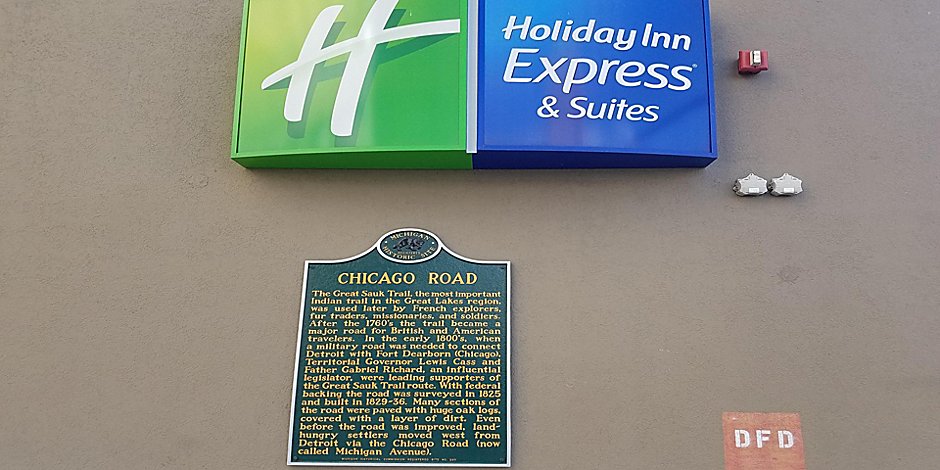 H
Holiday Inn
Express
& Suites
MICHIGAN
REGISTERED
HISTORIC SITE
CHICAGO ROAD
The Great Sauk Trail, the most important
Indian trail in the Great Lakes region,
was used later by French explorers,
fur traders, missionaries, and soldiers.
After the 1760's the trail became a
major road for British and American
travelers. In the early 1800's, when
a military road was needed to connect
Detroit with Fort Dearborn (Chicago),
Territorial Governor Lewis Cass and
Father Gabriel Richard, an influential
legislator, were leading supporters of
the Great Sauk Trail route. With federal
backing the road was surveyed in 1825
and built in 1829-36. Many sections of
the road were paved with huge oak logs,
covered with a layer of dirt. Even
before the road was improved, land-
hungry settlers moved west from
Detroit via the Chicago Road (now
called Michigan Avenue).
MICHIGAN HISTORICAL COMMISSION REGISTERED SITE NO.
DFD